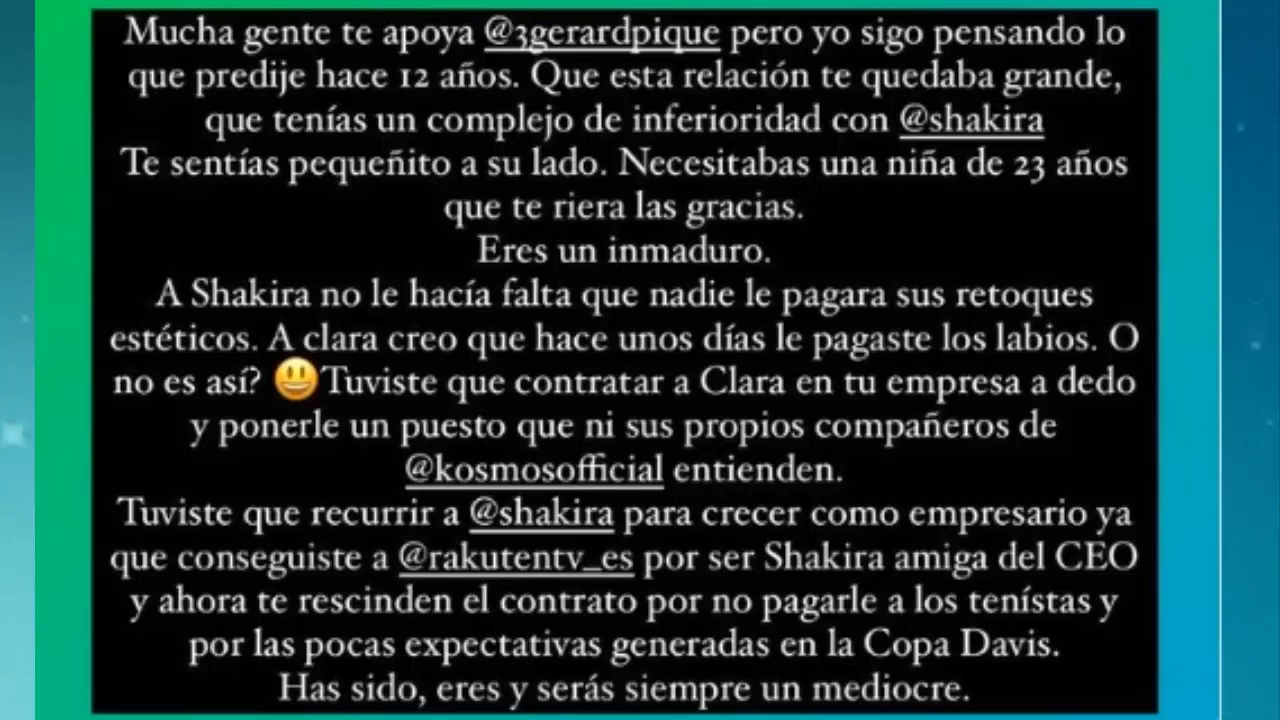 Mucha gente te apoya @3gerardpique pero yo sigo pensando lo
que predije hace 12 años. Que esta relación te quedaba grande,
que tenías un complejo de inferioridad con @shakira
Te sentías pequeñito a su lado. Necesitabas una niña de 23 años
que te riera las gracias.
Eres un inmaduro.
A Shakira no le hacía falta que nadie le pagara sus retoques
estéticos. A clara creo que hace unos días le pagaste los labios. O
no es así? 😃Tuviste que contratar a Clara en tu empresa a dedo
y ponerle un puesto que ni sus propios compañeros de
@kosmosofficial entienden.
Tuviste que recurrir a @shakira para crecer como empresario ya
que conseguiste a @rakutentv_es por ser Shakira amiga del CEO
y ahora te rescinden el contrato por no pagarle a los tenístas y
por las pocas expectativas generadas en la Copa Davis.
Has sido, eres y serás siempre un mediocre.